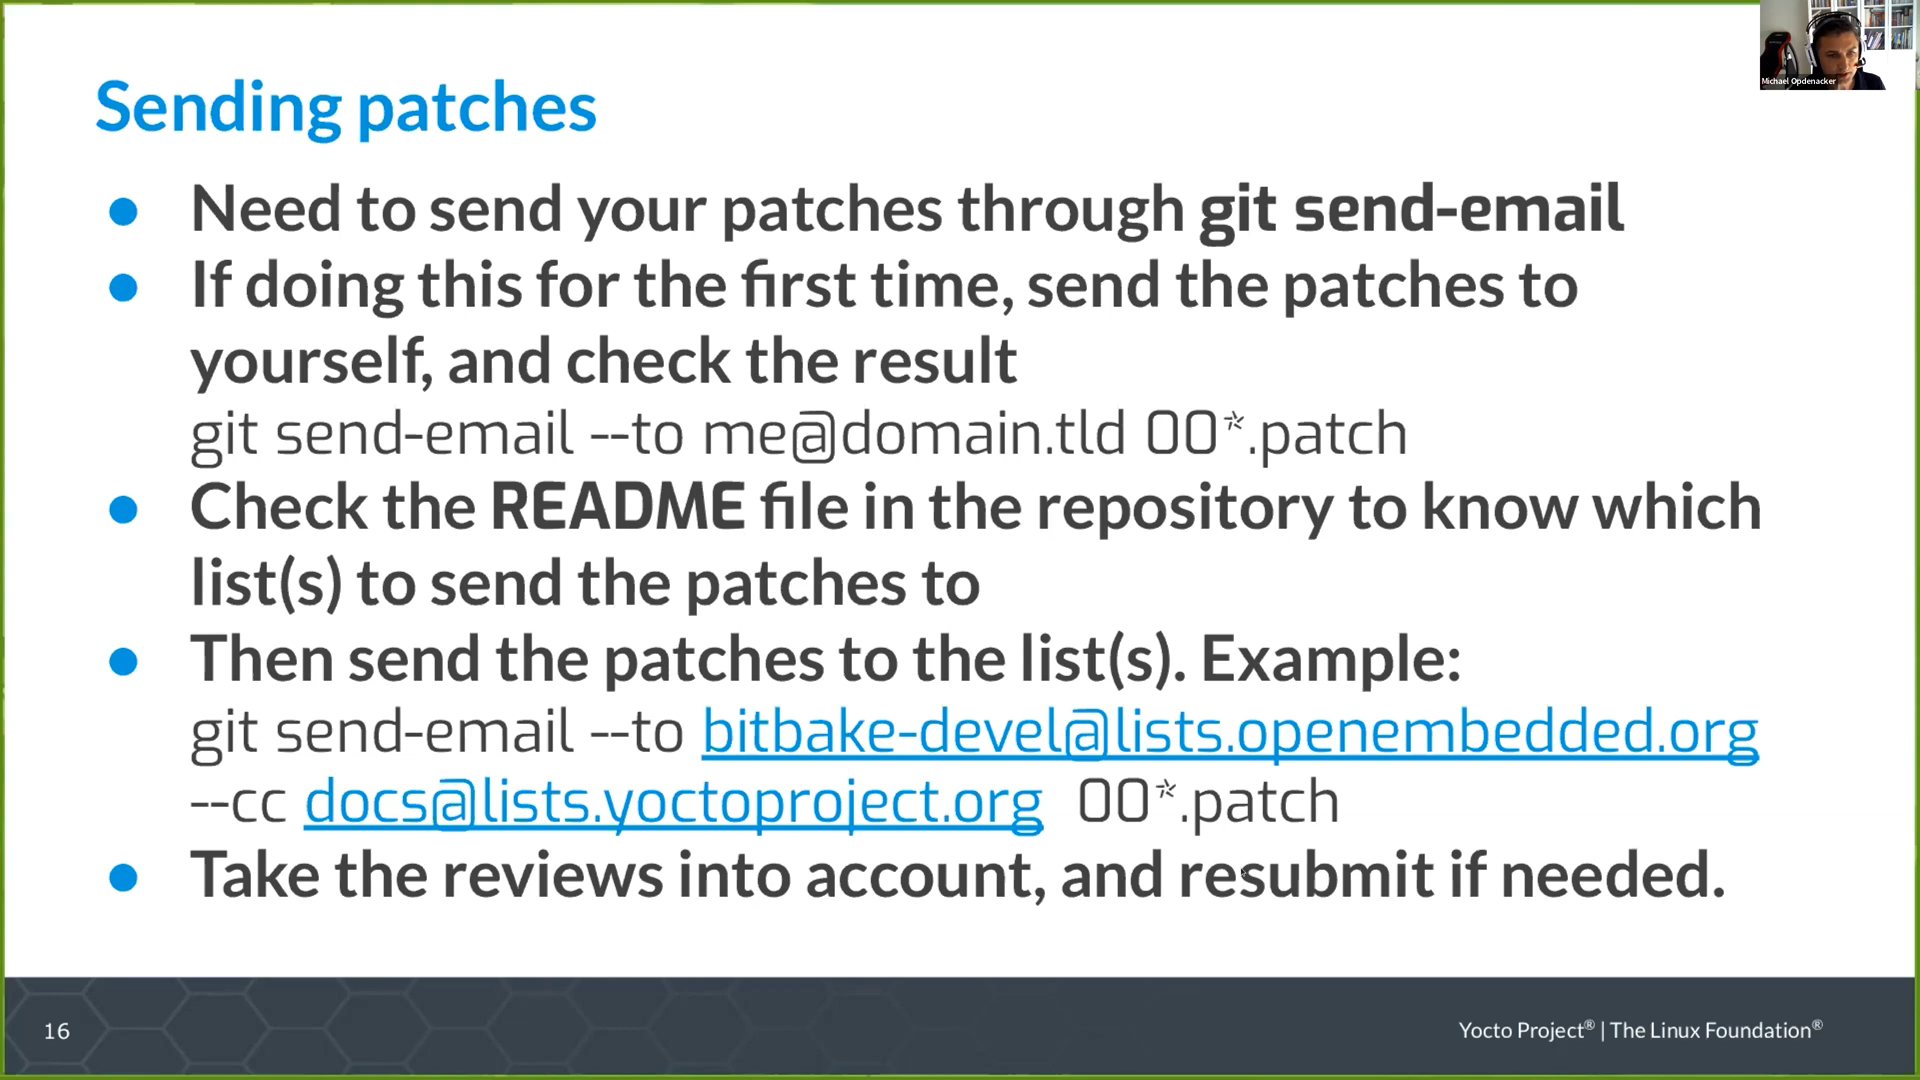 Michael Opdenacker
Sending patches
● Need to send your patches through git send-email
● If doing this for the first time, send the patches to
yourself, and check the result
git send-email --to me@domain.tld 00*.patch
● Check the README file in the repository to know which
list(s) to send the patches to
● Then send the patches to the list(s). Example:
git send-email --to bitbake-devel@lists.openembedded.org
--cc docs@lists.yoctoproject.org 00*.patch
● Take the reviews into account, and resubmit if needed.
16
Yocto Project® | The Linux Foundation®